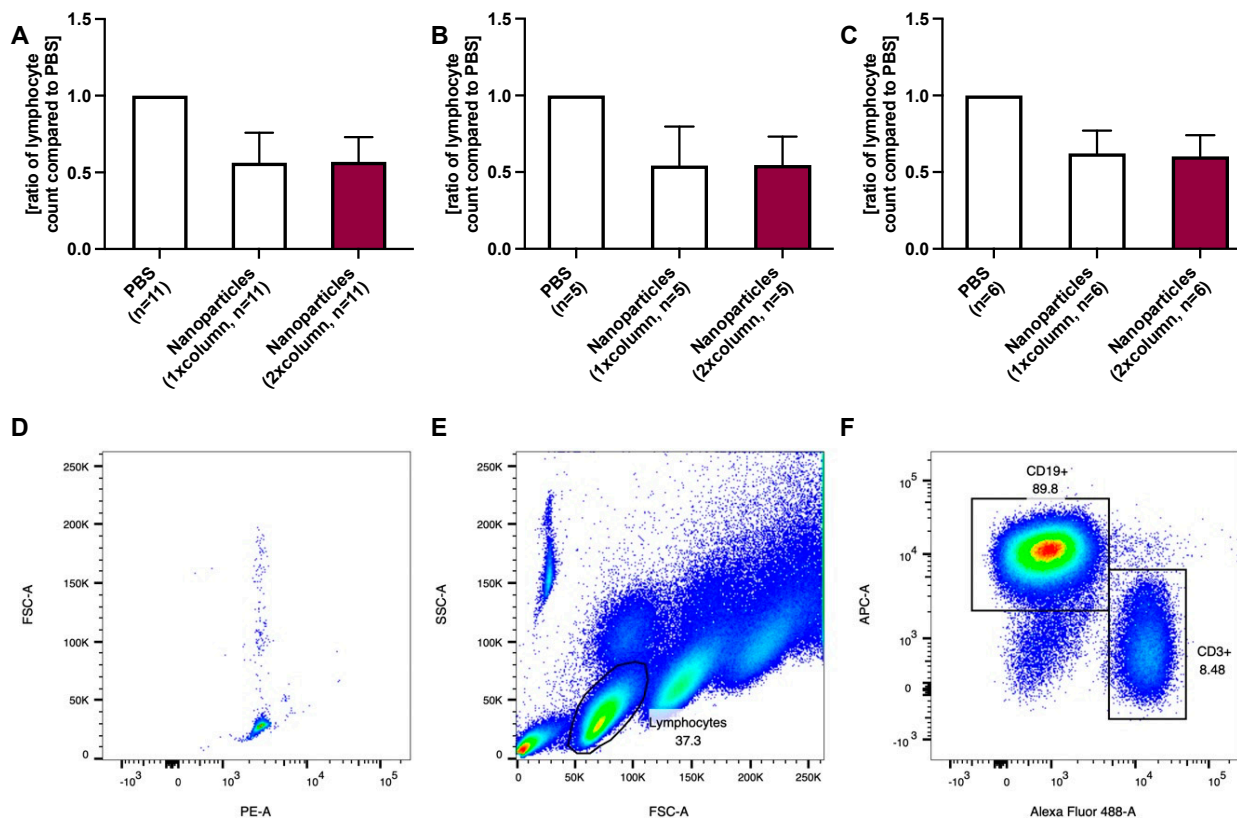 A
[ratio of lymphocyte
count compared to PBS]
1.5
1.0
0.5
0.0
PBS
(n=11)
Nanoparticles
(1xcolumn, n=11)
Nanoparticles
(2xcolumn, n=11)
B
[ratio of lymphocyte
count compared to PBS]
1.5
1.0
0.5
0.0
PBS
(n=5)
Nanoparticles
(1xcolumn, n=5)
Nanoparticles
(2xcolumn, n=5)
C
[ratio of lymphocyte
count compared to PBS]
1.5
1.0
0.5
0.0
PBS
(n=6)
Nanoparticles
(1xcolumn, n=6)
Nanoparticles
(2xcolumn, n=6)
D
FSC-A
250K
200K
150K
100K
50K
0
-10³ 0 10³ 10⁴ 10⁵
PE-A
E
SSC-A
250K
200K
150K
100K
50K
0
Lymphocytes
37.3
0 50K 100K 150K 200K 250K
FSC-A
F
APC-A
10⁵
10⁴
10³
0
-10³
CD19+
89.8
CD3+
8.48
-10³ 0 10³ 10⁴ 10⁵
Alexa Fluor 488-A